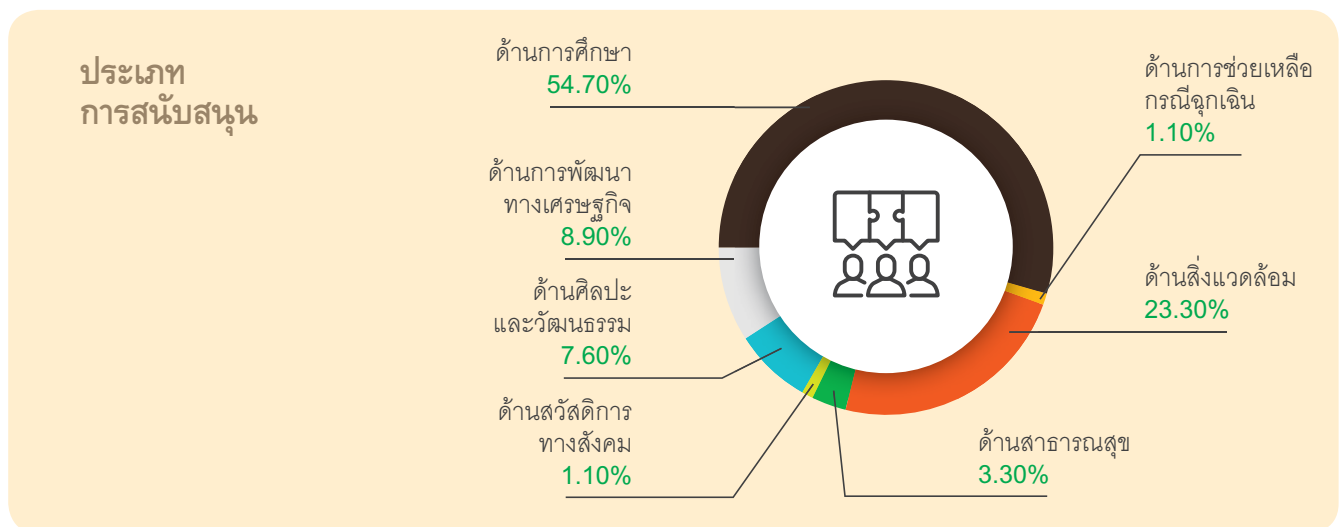 ประเภท
การสนับสนุน
ด้านการศึกษา
54.70%
ด้านการพัฒนา
ทางเศรษฐกิจ
8.90%
ด้านศิลปะ
และวัฒนธรรม
7.60%
ด้านสวัสดิการ
ทางสังคม
1.10%
ด้านการช่วยเหลือ
กรณีฉุกเฉิน
1.10%
ด้านสิ่งแวดล้อม
23.30%
ด้านสาธารณสุข
3.30%